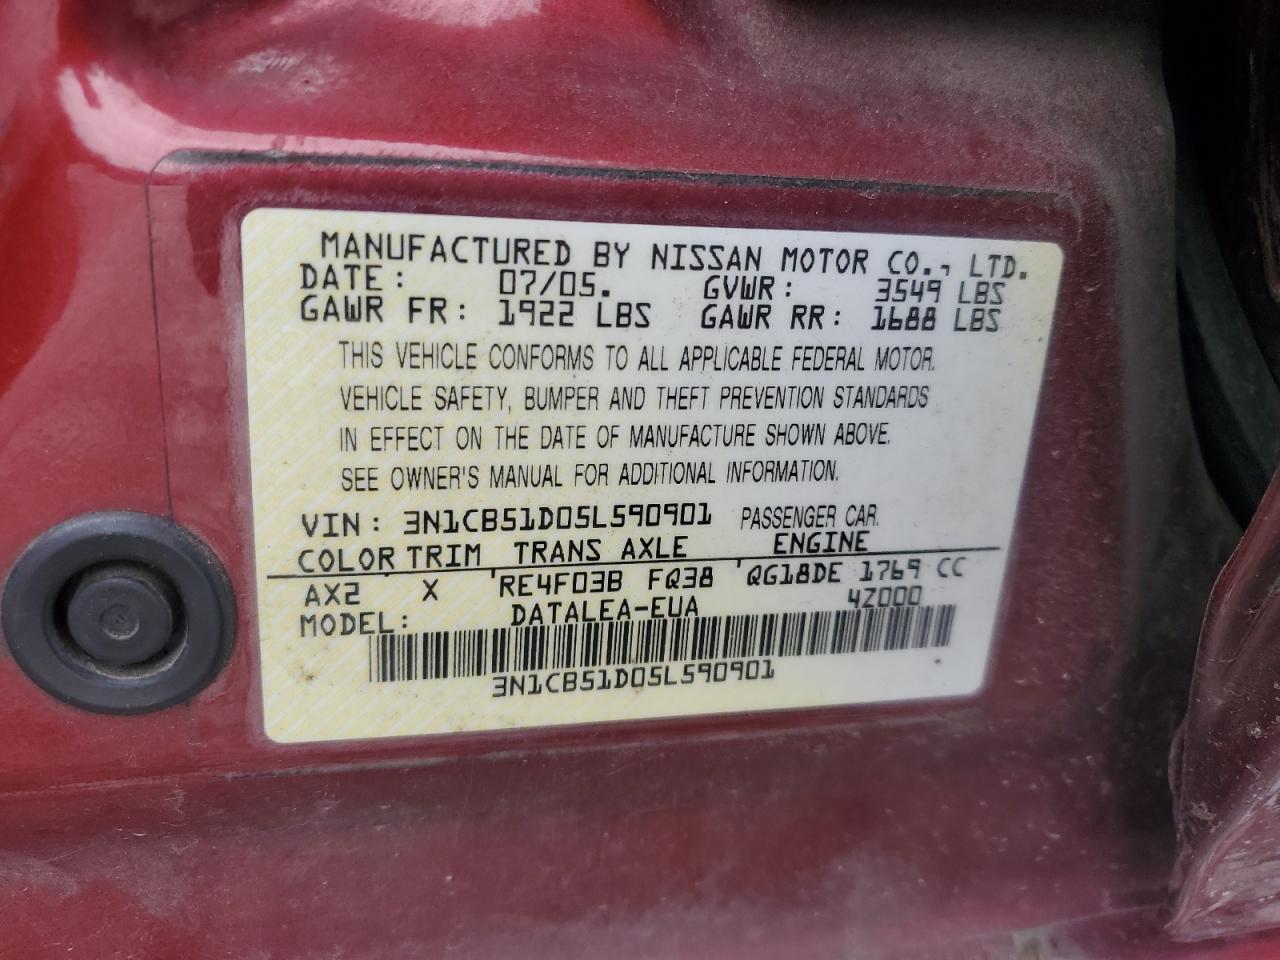 MANUFACTURED BY NISSAN MOTOR CO., LTD.
DATE: 07/05. GVWR: 3549 LBS
GAWR FR: 1922 LBS GAWR RR: 1688 LBS
THIS VEHICLE CONFORMS TO ALL APPLICABLE FEDERAL MOTOR.
VEHICLE SAFETY, BUMPER AND THEFT PREVENTION STANDARDS
IN EFFECT ON THE DATE OF MANUFACTURE SHOWN ABOVE.
SEE OWNER'S MANUAL FOR ADDITIONAL INFORMATION.
VIN: 3N1CB51D05L590901 PASSENGER CAR.
COLOR TRIM TRANS AXLE ENGINE
AX2 X RE4F03B FQ38 QG18DE 1769 CC
MODEL: DATALEA-EUA 4Z000
3N1CB51D05L590901